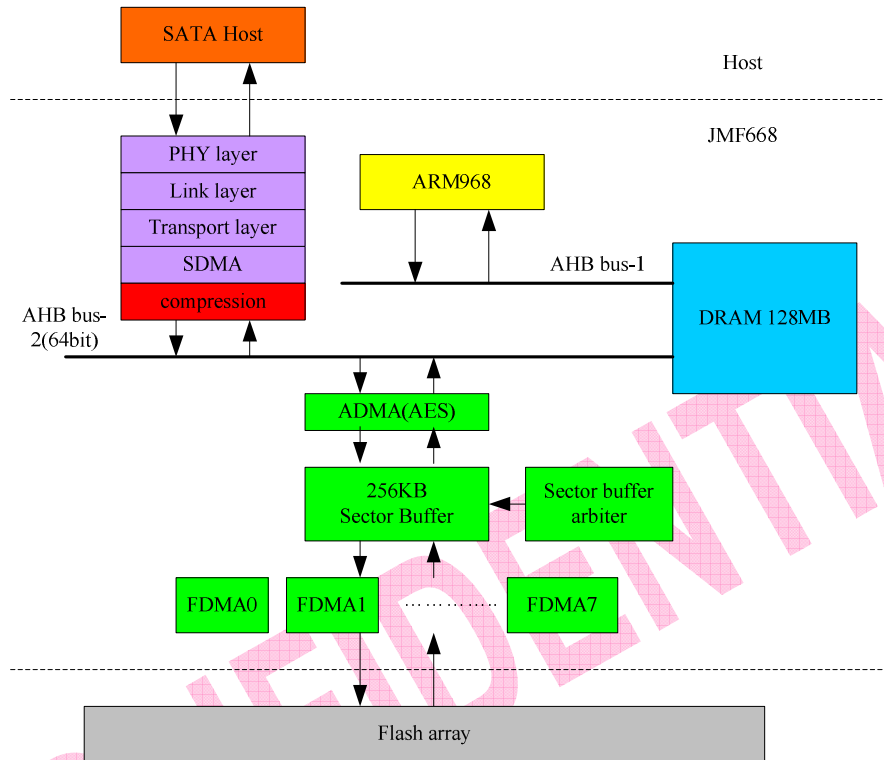 SATA Host
Host
JMF668
PHY layer
Link layer
Transport layer
SDMA
compression
ARM968
AHB bus-1
AHB bus-
2(64bit)
DRAM 128MB
ADMA(AES)
256KB
Sector Buffer
Sector buffer
arbiter
FDMA0
FDMA1
...............
FDMA7
Flash array